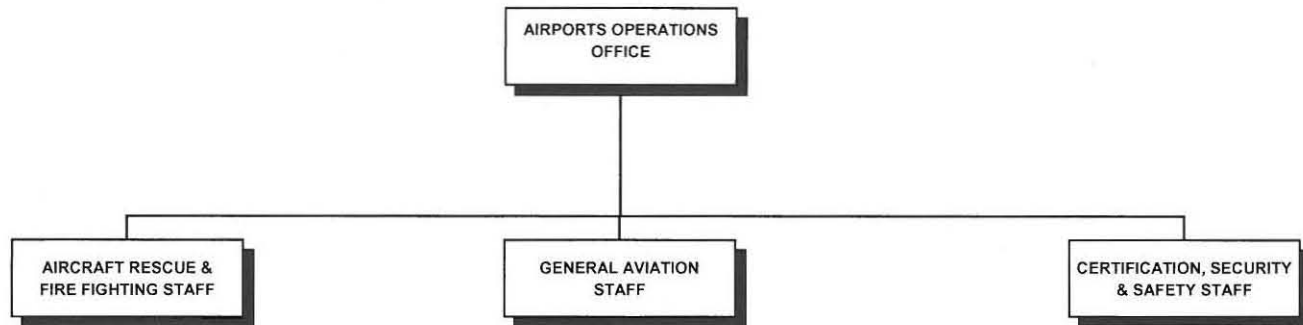 AIRPORTS OPERATIONS
OFFICE
AIRCRAFT RESCUE &
FIRE FIGHTING STAFF
GENERAL AVIATION
STAFF
CERTIFICATION, SECURITY
& SAFETY STAFF